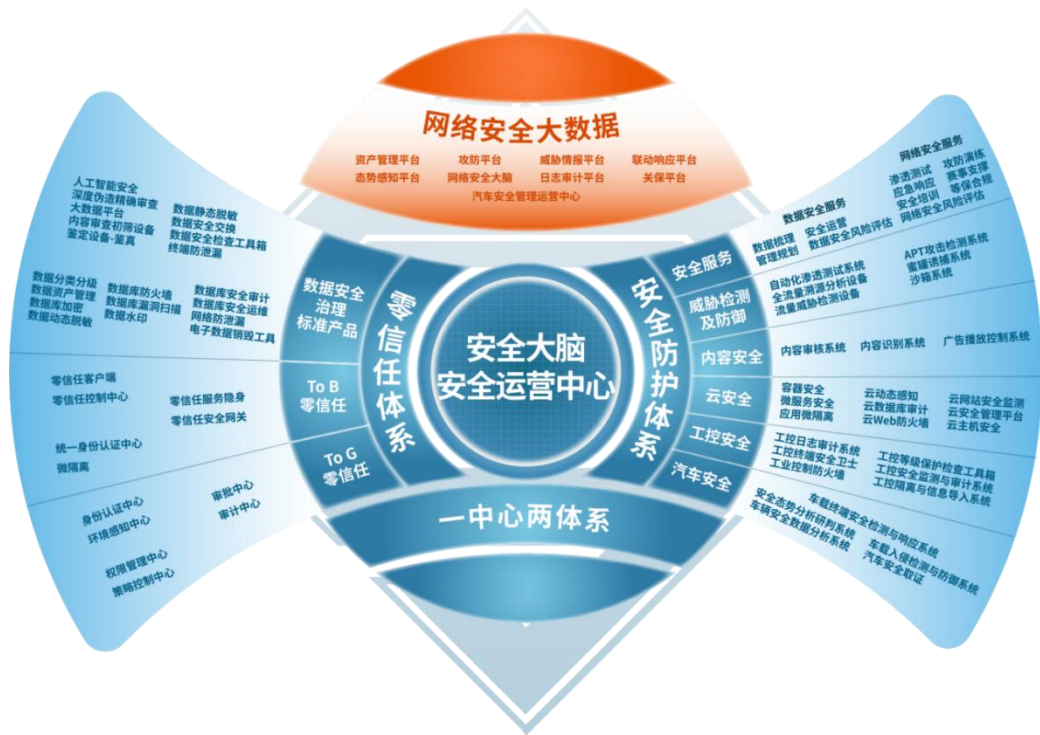 网络安全大数据
资产管理平台 攻防平台 威胁情报平台 联动响应平台
态势感知平台 网络安全大脑 日志审计平台 关保平台
汽车安全管理运营中心
安全大脑
安全运营中心
一中心两体系
零信任体系
数据安全
治理
标准产品
人工智能安全
深度伪造精确审查
大数据平台
内容审查初筛设备
鉴定设备-鉴真
数据静态脱敏
数据安全交换
数据安全检查工具箱
终端防泄漏
数据分类分级
数据资产管理
数据库加密
数据动态脱敏
数据库防火墙
数据库漏洞扫描
数据水印
数据库安全审计
数据库安全运维
网络防泄漏
电子数据销毁工具
To B
零信任
零信任客户端
零信任控制中心
零信任服务隐身
零信任安全网关
统一身份认证中心
微隔离
To G
零信任
身份认证中心
环境感知中心
审批中心
审计中心
权限管理中心
策略控制中心
安全防护体系
安全服务
数据安全服务
数据梳理 安全运营
管理规划 数据安全风险评估
网络安全服务
渗透测试 攻防演练
应急响应 赛事支撑
安全培训 等保合规
网络安全风险评估
威胁检测
及防御
自动化渗透测试系统
全流量溯源分析设备
流量威胁检测设备
APT攻击检测系统
蜜罐诱捕系统
沙箱系统
内容安全
内容审核系统 内容识别系统 广告播放控制系统
云安全
容器安全
微服务安全
应用微隔离
云动态感知
云数据库审计
云Web防火墙
云网站安全监测
云安全管理平台
云主机安全
工控安全
工控日志审计系统
工控终端安全卫士
工业控制防火墙
工控等级保护检查工具箱
工控安全监测与审计系统
工控隔离与信息导入系统
汽车安全
安全态势分析研判系统
车辆安全数据分析系统
车载终端安全检测与响应系统
车载入侵检测与防御系统
汽车安全取证